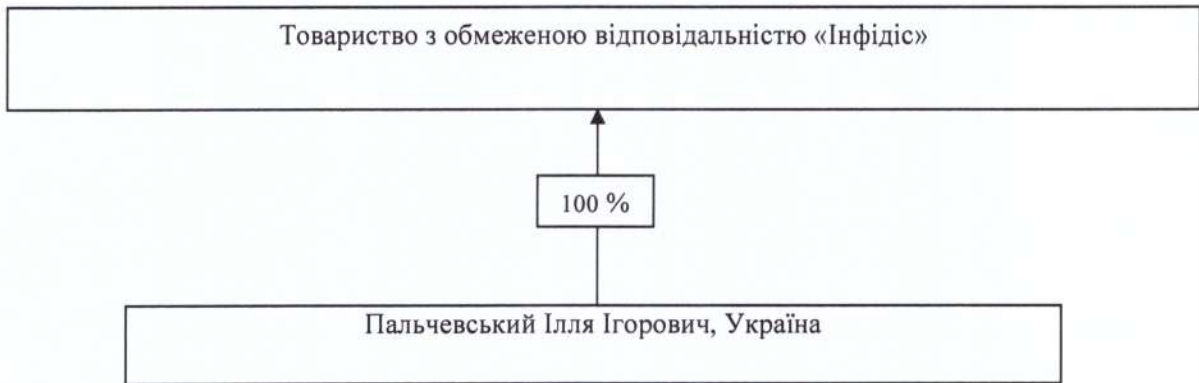 Товариство з обмеженою відповідальністю «Інфідіс»
100 %
Пальчевський Ілля Ігорович, Україна